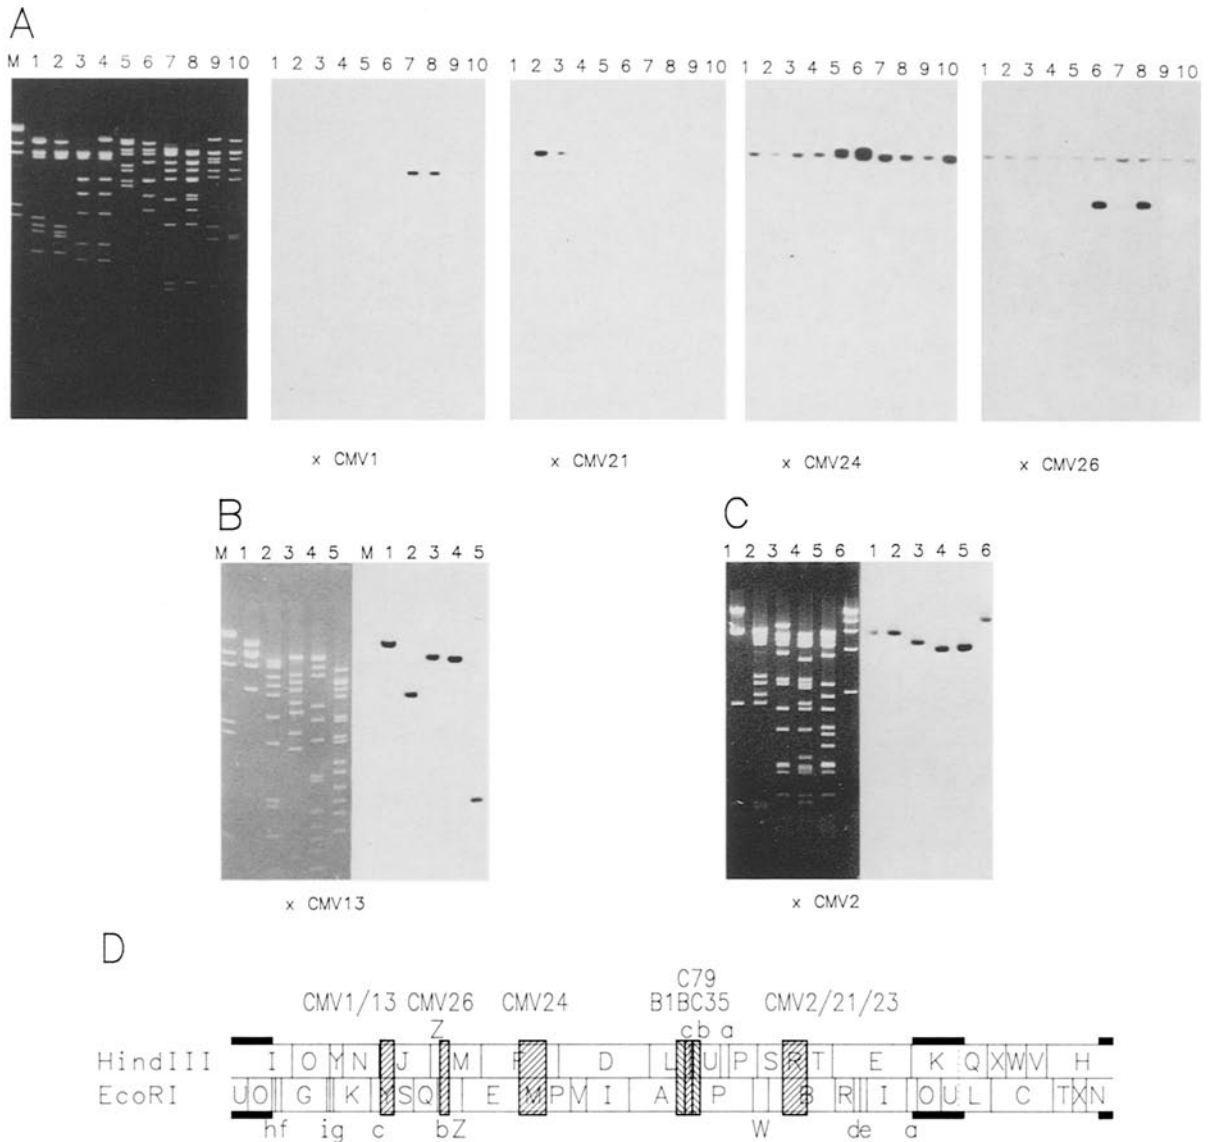 A
M 1 2 3 4 5 6 7 8 9 10 1 2 3 4 5 6 7 8 9 10 1 2 3 4 5 6 7 8 9 10 1 2 3 4 5 6 7 8 9 10 1 2 3 4 5 6 7 8 9 10
x CMV1 x CMV21 x CMV24 x CMV26
B C
M 1 2 3 4 5 M 1 2 3 4 5 1 2 3 4 5 6 1 2 3 4 5 6
x CMV13 x CMV2
D
C79
CMV1/13 CMV26 CMV24 B1BC35 CMV2/21/23
Z c b a
HindIII I O Y N J M F D L U P S R T E K Q X W V H
EcoRI U O G K Y S Q E M P V I A P B R I O U L C T X N
h f i g c b Z W d e a